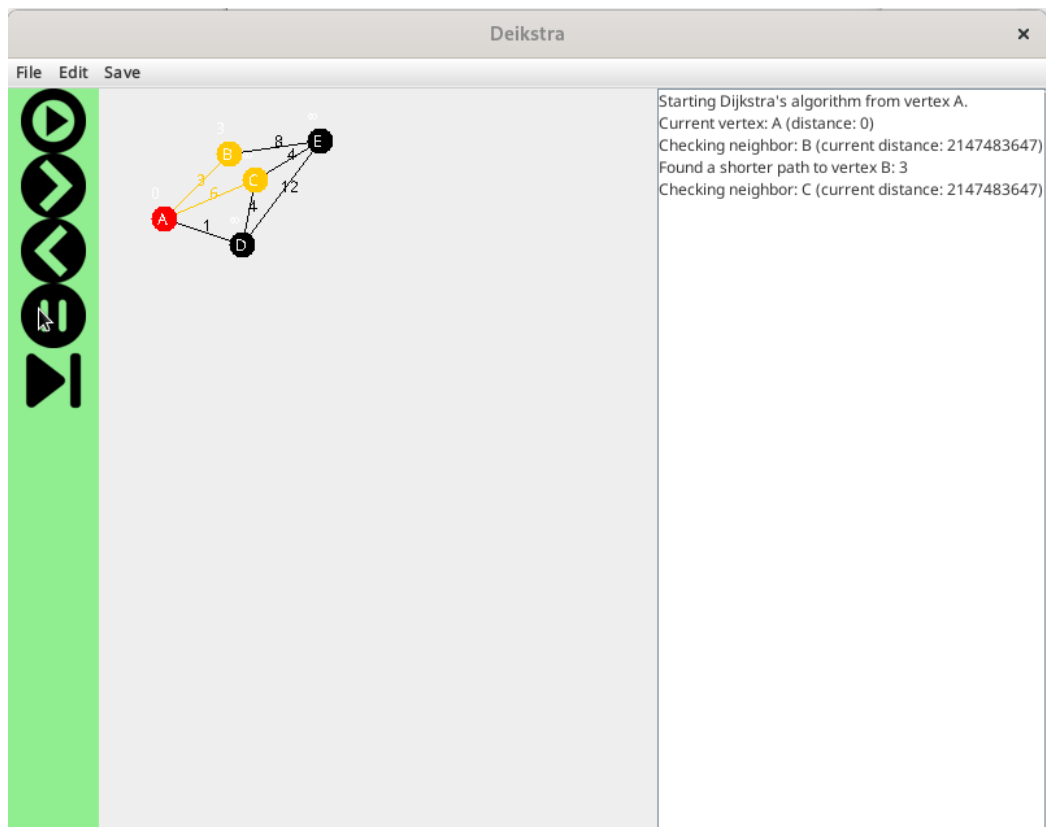 Deikstra
×
File Edit Save
Starting Dijkstra's algorithm from vertex A.
Current vertex: A (distance: 0)
Checking neighbor: B (current distance: 2147483647)
Found a shorter path to vertex B: 3
Checking neighbor: C (current distance: 2147483647)
∞
3
8
E
B
4
∞
3
C
12
0
6
4
A
1
∞
D